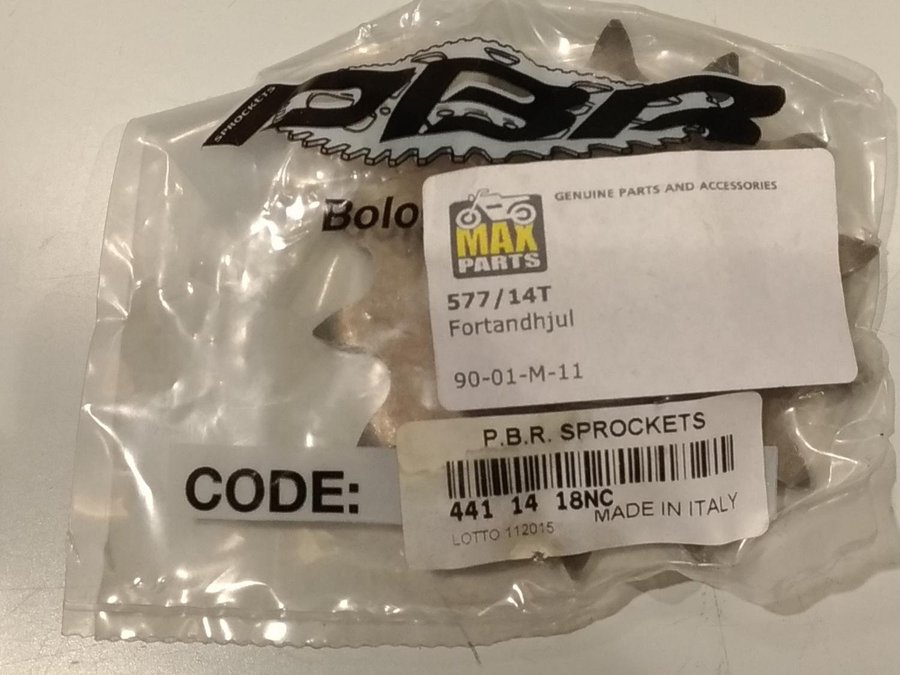 SPROCKETS
PBR
Bolo
GENUINE PARTS AND ACCESSORIES
MAX
PARTS
577/14T
Fortandhjul
90-01-M-11
P.B.R. SPROCKETS
CODE:
441 14 18NC
MADE IN ITALY
LOTTO 112015